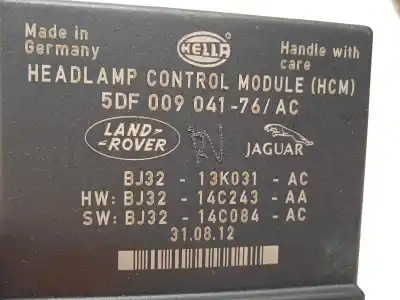 Made in
Germany
HELLA
Handle with
care
HEADLAMP CONTROL MODULE (HCM)
5DF 009 041-76/AC
LAND-
-ROVER
JAGUAR
BJ32 - 13K031 - AC
HW: BJ32 - 14C243 - AA
SW: BJ32 - 14C084 - AC
31.08.12